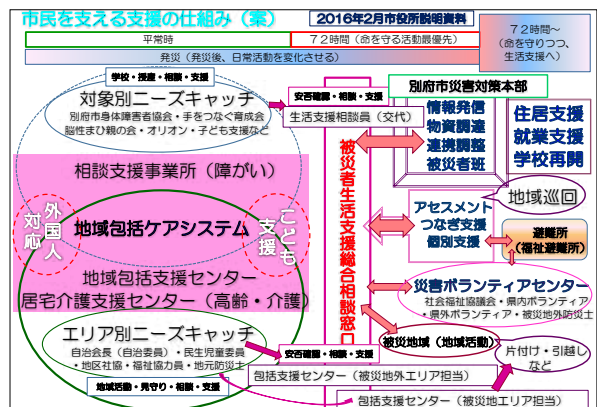 市民を支える支援の仕組み（案）
2016年2月市役所説明資料
平常時
７２時間（命を守る活動最優先）
７２時間～
（命を守りつつ、
生活支援へ）
発災（発災後、日常活動を変化させる）
学校・授産・相談・支援
対象別ニーズキャッチ
別府市身体障害者協会・手をつなぐ育成会
脳性まひ親の会・オリオン・子ども支援など
相談支援事業所（障がい）
外国人
対応
地域包括ケアシステム
こども
支援
地域包括支援センター
居宅介護支援センター（高齢・介護）
エリア別ニーズキャッチ
自治会長（自治委員）・民生児童委員
・地区社協・福祉協力員・地元防災士
地域活動・見守り・相談・支援
安否確認・相談・支援
生活支援相談員（交代）
被災者生活支援総合相談窓口
安否確認・相談・支援
包括支援センター（被災地外エリア担当）
包括支援センター（被災地エリア担当）
別府市災害対策本部
情報発信
物資調達
連携調整
被災者班
住居支援
就業支援
学校再開
地域巡回
アセスメント
つなぎ支援
個別支援
避難所
（福祉避難所）
災害ボランティアセンター
社会福祉協議会・県内ボランティア
・県外ボランティア・被災地外防災士
被災地域（地域活動）
片付け・引越し
など